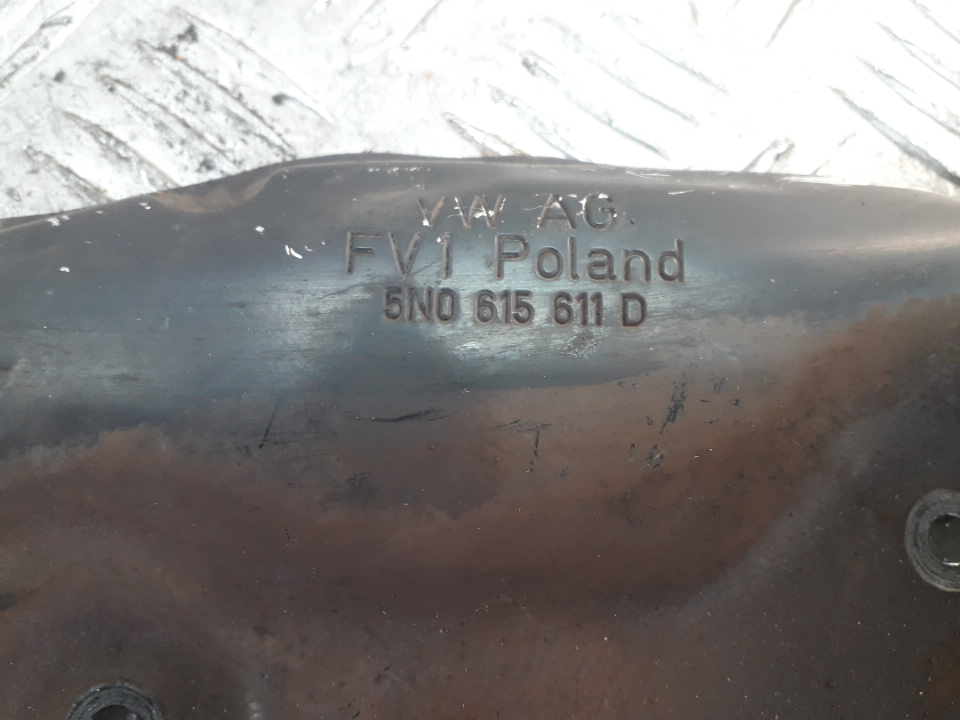 VW AG.
FV1 Poland
5N0 615 611 D